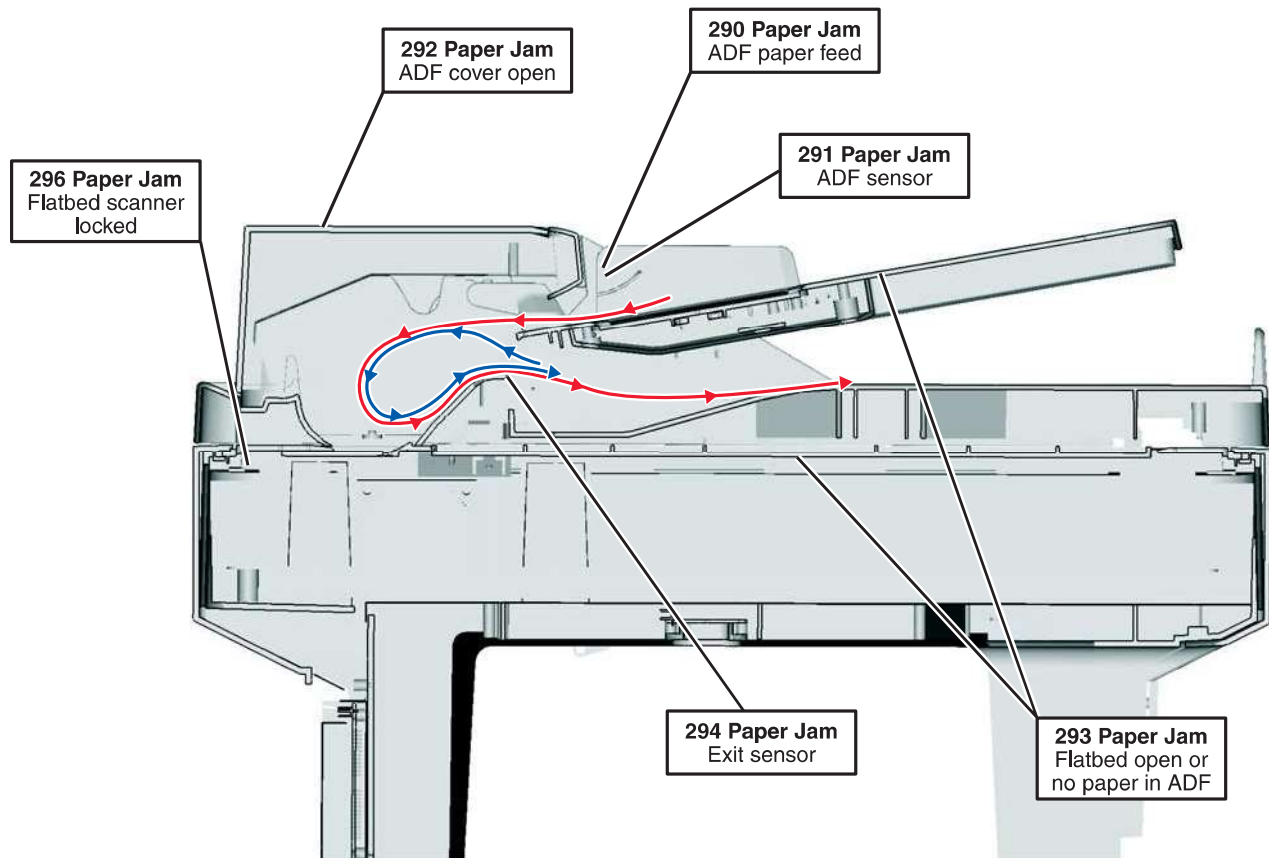 292 Paper Jam
ADF cover open
290 Paper Jam
ADF paper feed
291 Paper Jam
ADF sensor
296 Paper Jam
Flatbed scanner
locked
294 Paper Jam
Exit sensor
293 Paper Jam
Flatbed open or
no paper in ADF